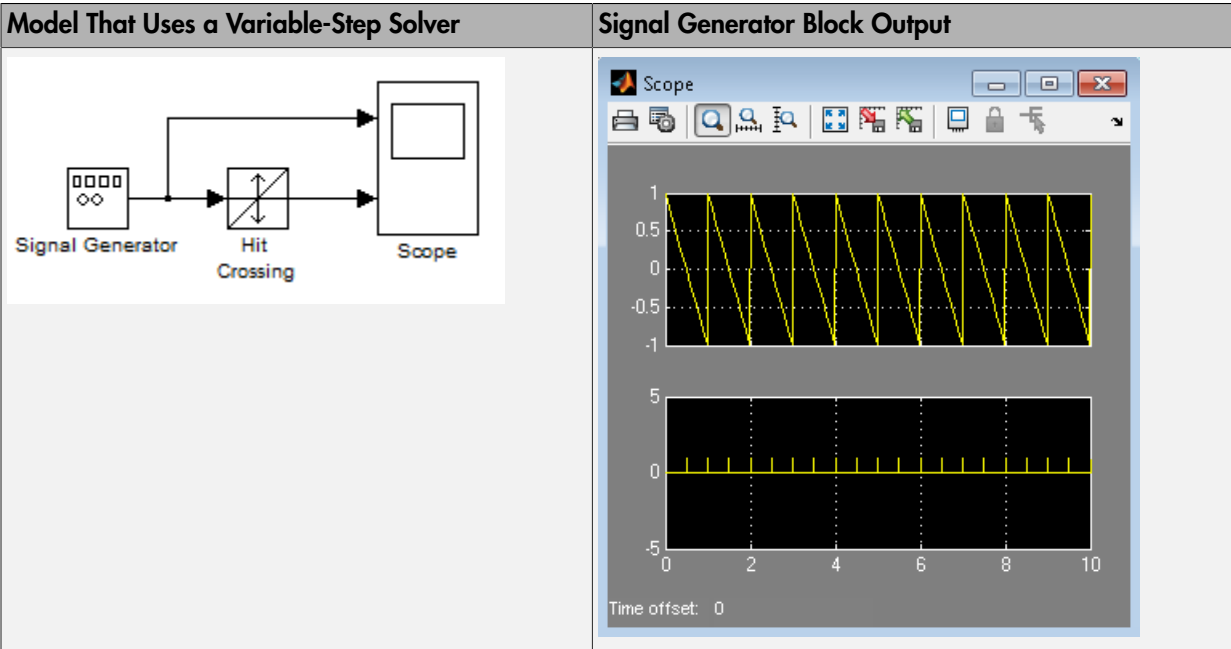 Model That Uses a Variable-Step Solver
Signal Generator Block Output
Signal Generator
Hit
Crossing
Scope
Scope
1
0.5
0
-0.5
-1
5
0
-5
0 2 4 6 8 10
Time offset: 0